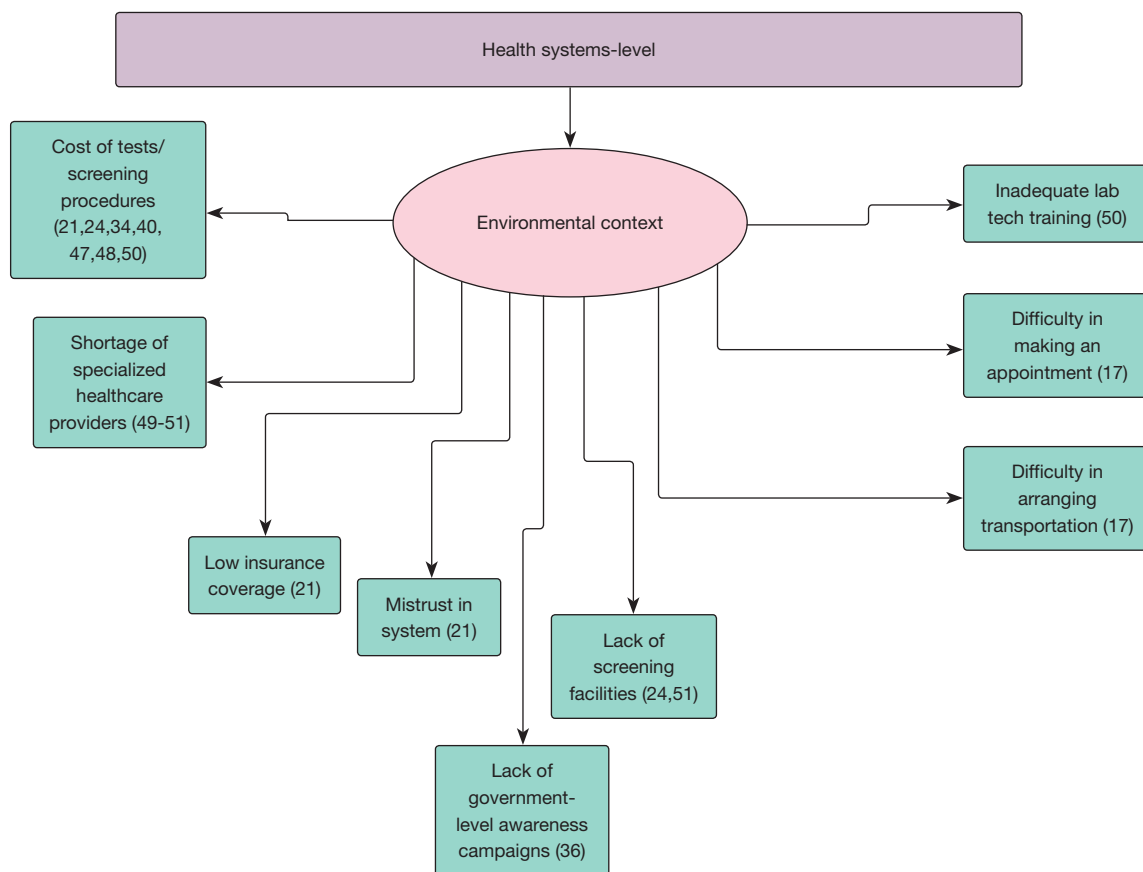 Health systems-level
Cost of tests/
screening
procedures
(21,24,34,40,
47,48,50)
Environmental context
Inadequate lab
tech training (50)
Shortage of
specialized
healthcare
providers (49-51)
Difficulty in
making an
appointment (17)
Difficulty in
arranging
transportation (17)
Low insurance
coverage (21)
Mistrust in
system (21)
Lack of
screening
facilities (24,51)
Lack of
government-
level awareness
campaigns (36)